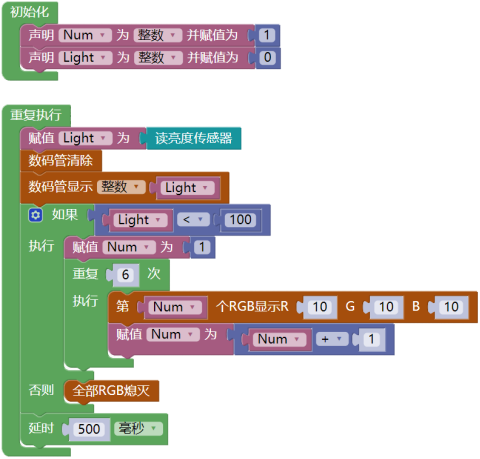 初始化
声明 Num 为 整数 并赋值为 1
声明 Light 为 整数 并赋值为 0
重复执行
赋值 Light 为 读亮度传感器
数码管清除
数码管显示 整数 Light
如果 Light < 100
执行 赋值 Num 为 1
重复 6 次
执行 第 Num 个RGB显示R 10 G 10 B 10
赋值 Num 为 Num + 1
否则 全部RGB熄灭
延时 500 毫秒